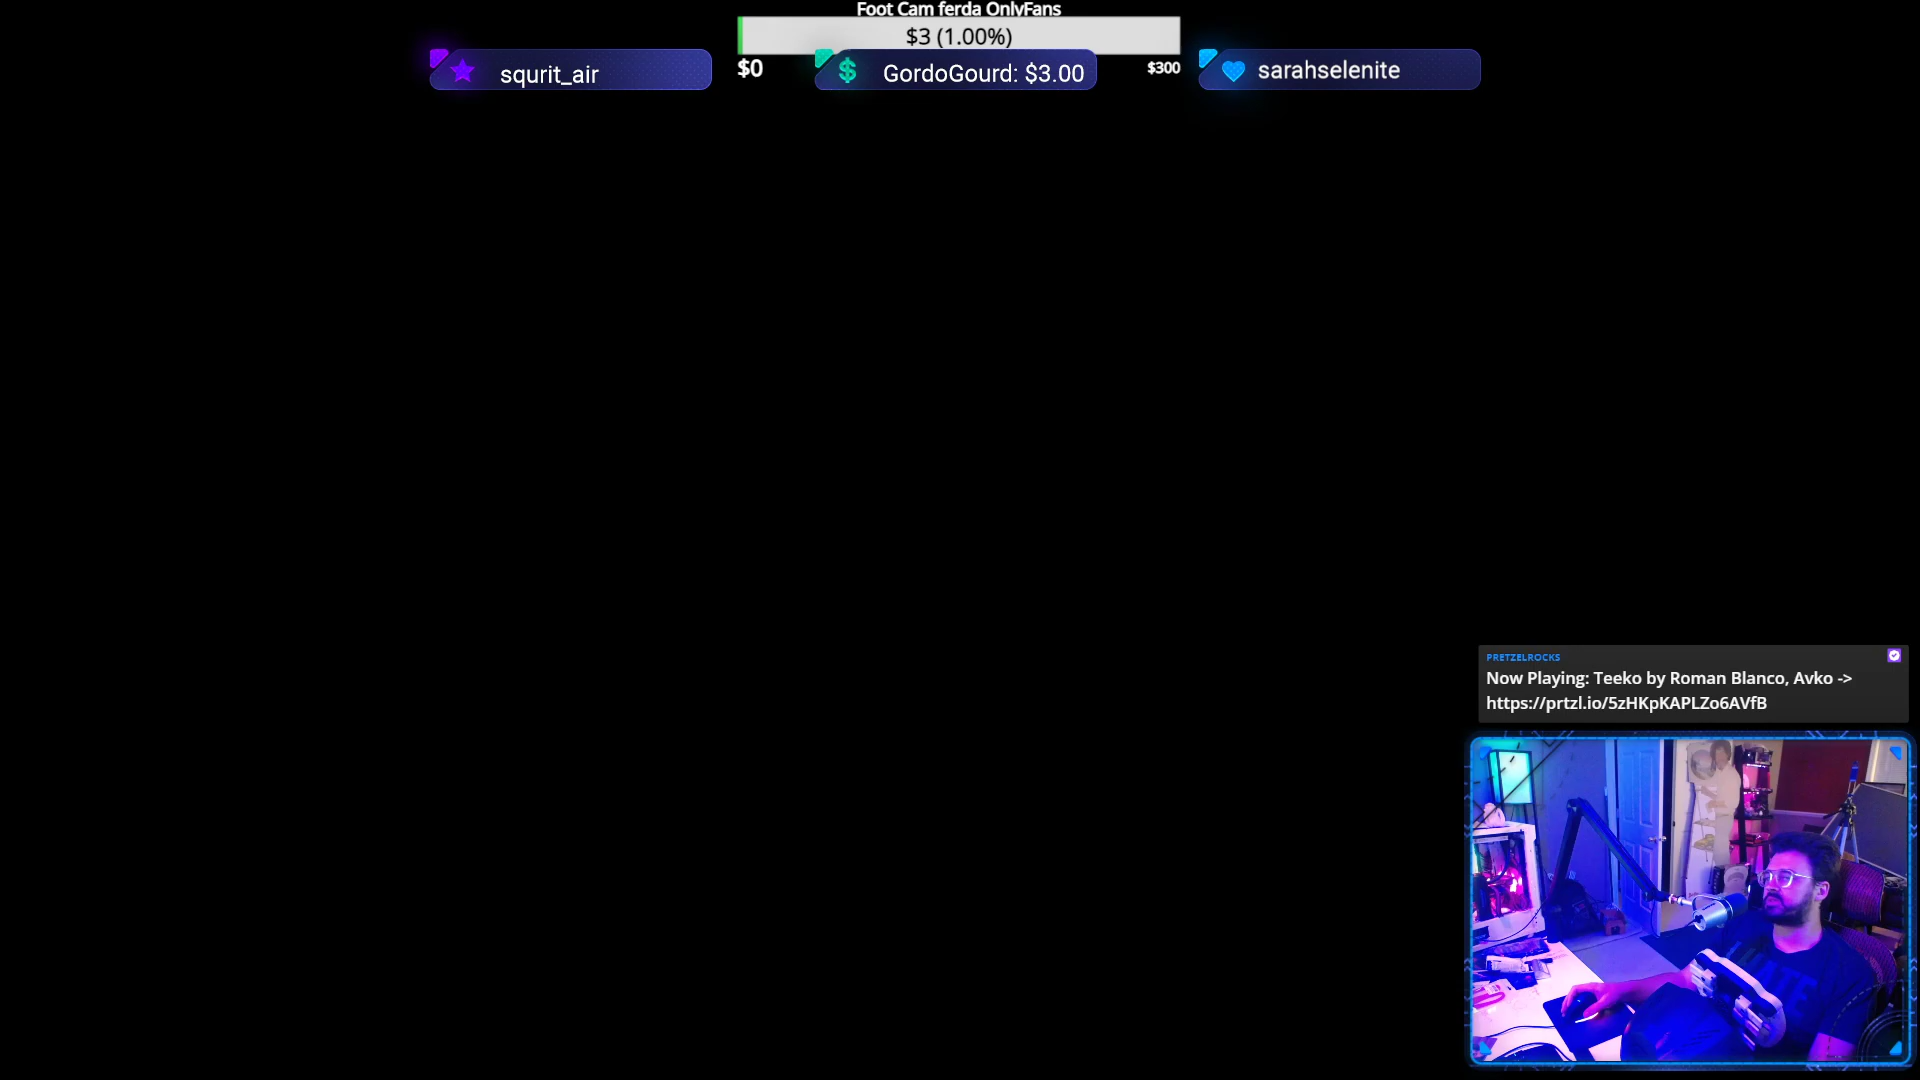 Foot Cam ferda OnlyFans
$3 (1.00%)
$0
$300
squrit_air
GordoGourd: $3.00
sarahselenite
PRETZELROCKS
Now Playing: Teeko by Roman Blanco, Avko ->
https://prtzl.io/5zHKpKAPLZo6AVfB